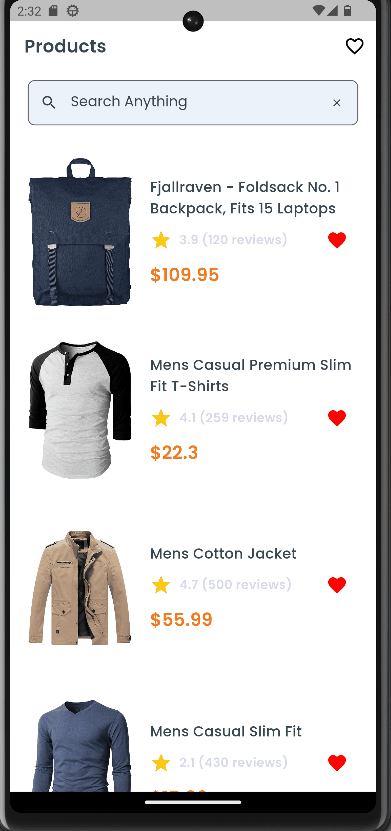 2:32
Products
Search Anything
Fjallraven - Foldsack No. 1
Backpack, Fits 15 Laptops
3.9 (120 reviews)
$109.95
Mens Casual Premium Slim
Fit T-Shirts
4.1 (259 reviews)
$22.3
Mens Cotton Jacket
4.7 (500 reviews)
$55.99
Mens Casual Slim Fit
2.1 (430 reviews)